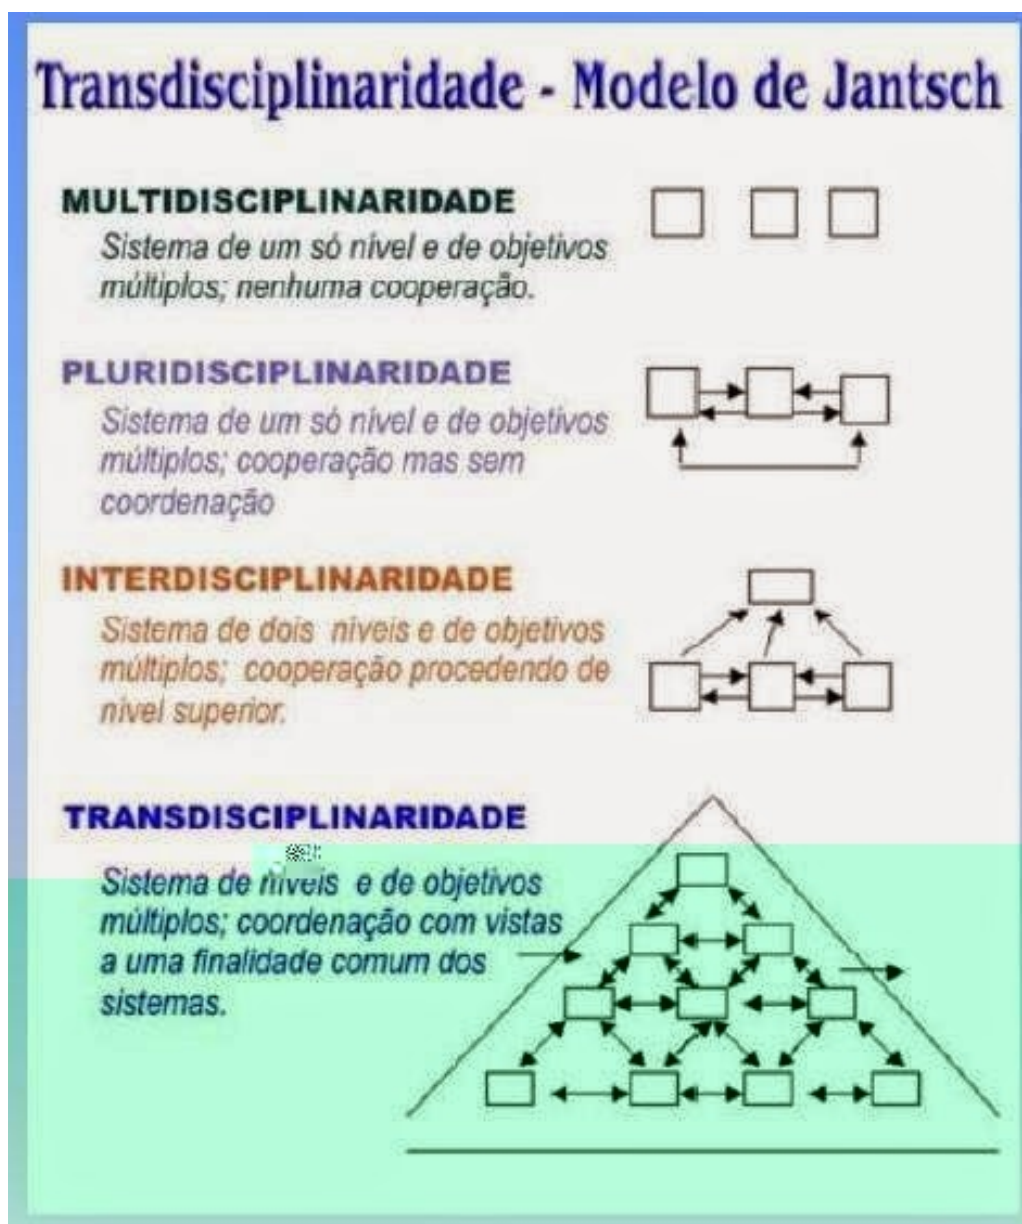 Transdisciplinaridade - Modelo de Jantsch
MULTIDISCIPLINARIDADE
Sistema de um só nível e de objetivos
múltiplos; nenhuma cooperação.
PLURIDISCIPLINARIDADE
Sistema de um só nível e de objetivos
múltiplos; cooperação mas sem
coordenação
INTERDISCIPLINARIDADE
Sistema de dois níveis e de objetivos
múltiplos; cooperação procedendo de
nível superior.
TRANSDISCIPLINARIDADE
Sistema de níveis e de objetivos
múltiplos; coordenação com vistas
a uma finalidade comum dos
sistemas.